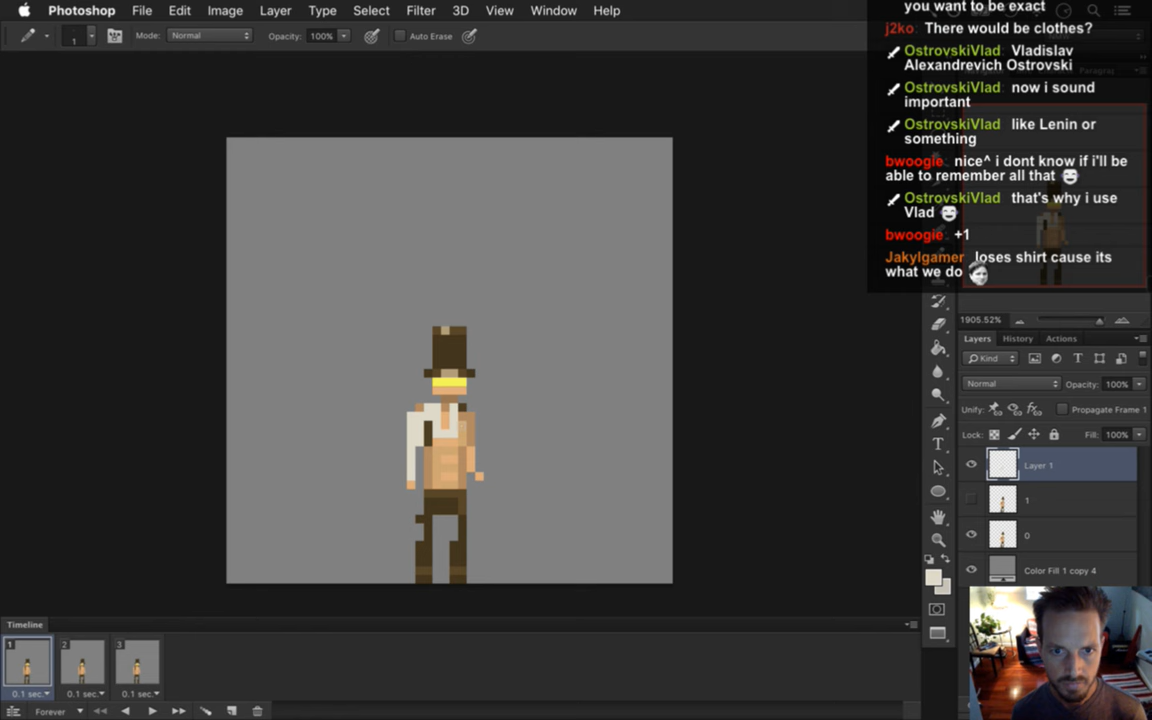 Photoshop File Edit Image Layer Type Select Filter 3D View Window Help
1 Mode: Normal Opacity: 100% Auto Erase
you want to be exact
j2ko: There would be clothes?
OstrovskiVlad: Vladislav
Alexandrevich Ostrovski
OstrovskiVlad: now i sound
important
OstrovskiVlad: like Lenin or
something
bwoogie: nice^ i dont know if i'll be
able to remember all that
OstrovskiVlad: that's why i use
Vlad
bwoogie: +1
Jakylgamer: loses shirt cause its
what we do
1905.52%
Layers History Actions
Kind
Normal Opacity: 100%
Unify: Propagate Frame 1
Lock: Fill: 100%
Layer 1
1
0
Color Fill 1 copy 4
Timeline
1 2 3
0.1 sec. 0.1 sec. 0.1 sec.
Forever